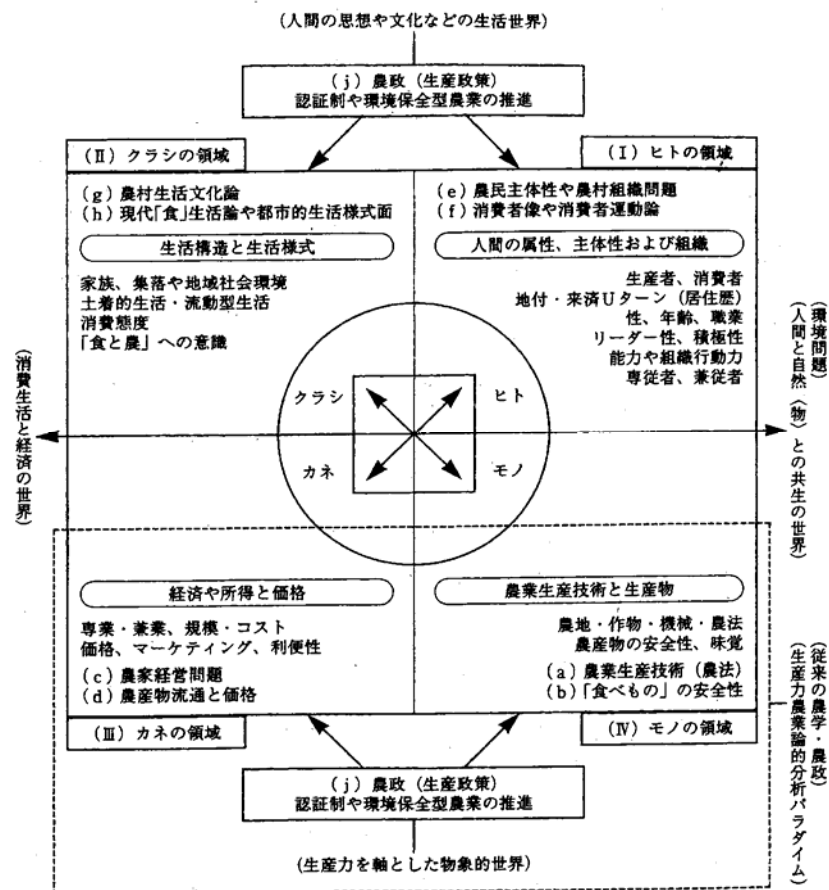 (人間の思想や文化などの生活世界)
(j) 農政（生産政策）
認証制や環境保全型農業の推進
(Ⅱ) クラシの領域
(Ⅰ) ヒトの領域
(g) 農村生活文化論
(h) 現代「食」生活論や都市的生活様式面
生活構造と生活様式
家族、集落や地域社会環境
土着的生活・流動型生活
消費態度
「食と農」への意識
(e) 農民主体性や農村組織問題
(f) 消費者像や消費者運動論
人間の属性、主体性および組織
生産者、消費者
地付・来済Uターン（居住歴）
性、年齢、職業
リーダー性、積極性
能力や組織行動力
専従者、兼従者
クラシ
ヒト
カネ
モノ
(消費生活と経済の世界)
(環境問題)
(人間と自然〈物〉との共生の世界)
経済や所得と価格
専業・兼業、規模・コスト
価格、マーケティング、利便性
(c) 農家経営問題
(d) 農産物流通と価格
農業生産技術と生産物
農地・作物・機械・農法
農産物の安全性、味覚
(a) 農業生産技術（農法）
(b)「食べもの」の安全性
(Ⅲ) カネの領域
(Ⅳ) モノの領域
(j) 農政（生産政策）
認証制や環境保全型農業の推進
(生産力を軸とした物象的世界)
(従来の農学・農政)
(生産力農業論的分析パラダイム)